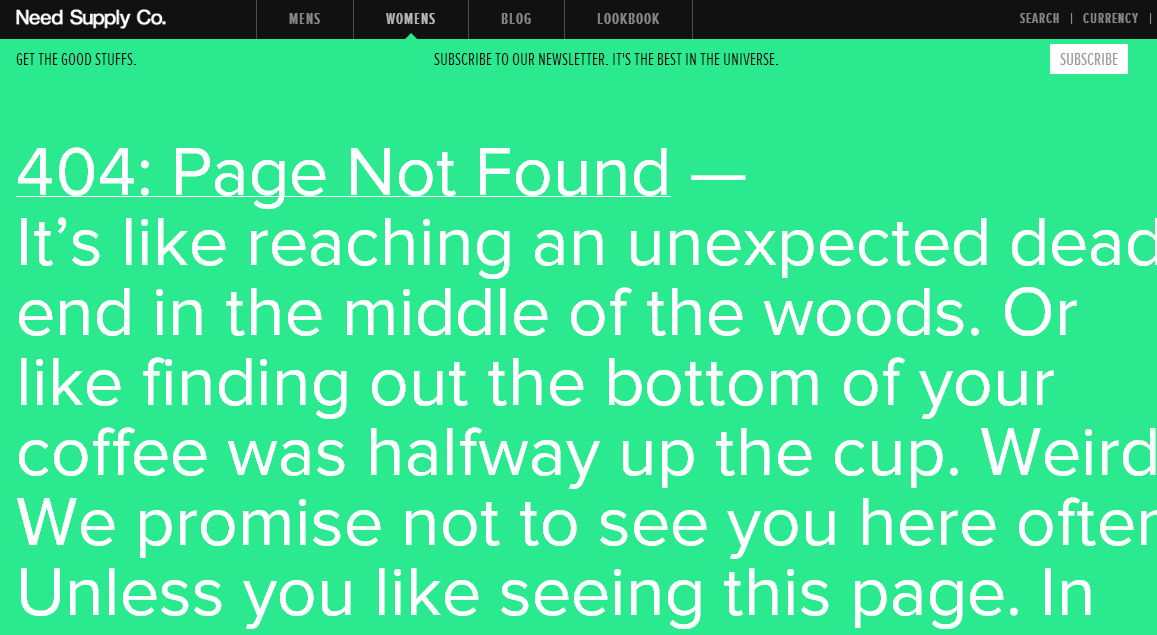 Need Supply Co.
MENS
WOMENS
BLOG
LOOKBOOK
SEARCH
CURRENCY
GET THE GOOD STUFFS.
SUBSCRIBE TO OUR NEWSLETTER. IT'S THE BEST IN THE UNIVERSE.
SUBSCRIBE
404: Page Not Found —
It’s like reaching an unexpected dead
end in the middle of the woods. Or
like finding out the bottom of your
coffee was halfway up the cup. Weird
We promise not to see you here often
Unless you like seeing this page. In